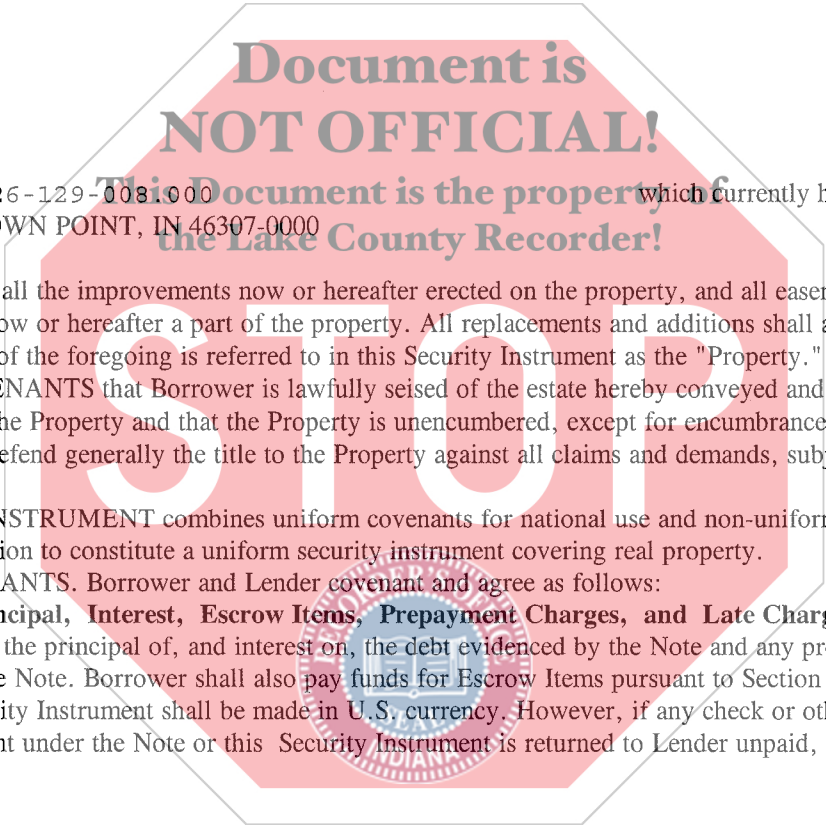 Document is
NOT OFFICIAL!
This Document is the property of
the Lake County Recorder!
26-129-008.000 which currently h
OWN POINT, IN 46307-0000
all the improvements now or hereafter erected on the property, and all easem
ow or hereafter a part of the property. All replacements and additions shall a
of the foregoing is referred to in this Security Instrument as the "Property."
ENANTS that Borrower is lawfully seised of the estate hereby conveyed and
he Property and that the Property is unencumbered, except for encumbrance
efend generally the title to the Property against all claims and demands, subj
STOP
NSTRUMENT combines uniform covenants for national use and non-uniform
ion to constitute a uniform security instrument covering real property.
ANTS. Borrower and Lender covenant and agree as follows:
ncipal, Interest, Escrow Items, Prepayment Charges, and Late Charg
the principal of, and interest on, the debt evidenced by the Note and any pr
e Note. Borrower shall also pay funds for Escrow Items pursuant to Section
ity Instrument shall be made in U.S. currency. However, if any check or oth
nt under the Note or this Security Instrument is returned to Lender unpaid,
RECORDER'S OFFICE
SEAL
INDIANA